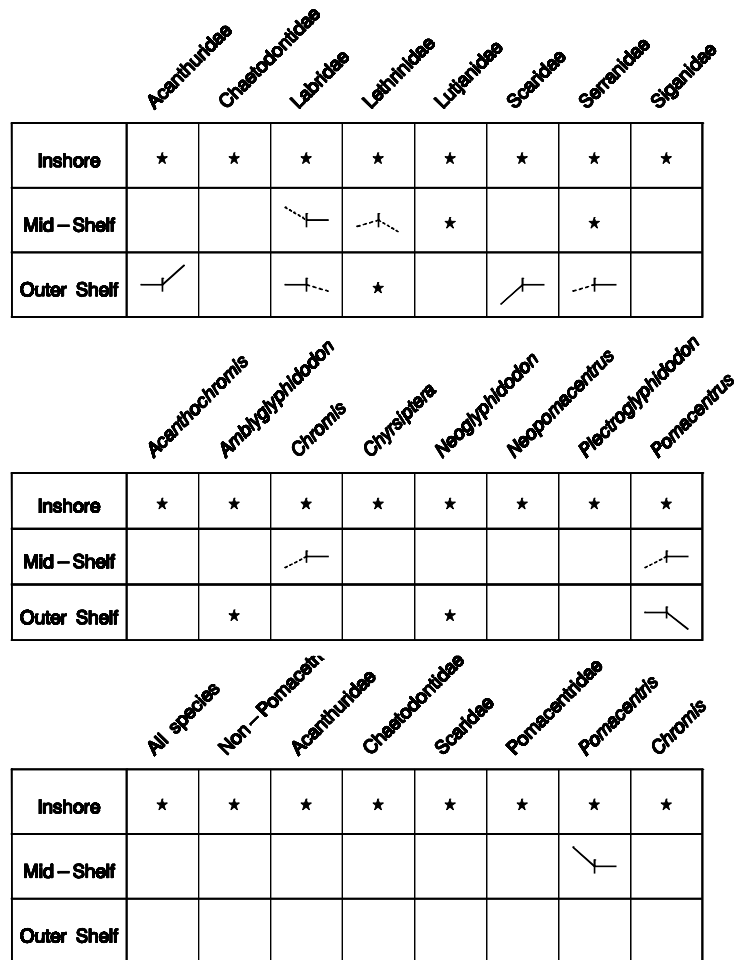 Acanthuridae Chaetodontidae Labridae Lethrinidae Lutjanidae Scaridae Serranidae Siganidae
Inshore ★ ★ ★ ★ ★ ★ ★ ★
Mid-Shelf ★ ★
Outer Shelf ★
Acanthochromis Amblyglyphidodon Chromis Chyrsiptera Neoglyphidodon Neopomacentrus Plectroglyphidodon Pomacentrus
Inshore ★ ★ ★ ★ ★ ★ ★ ★
Mid-Shelf
Outer Shelf ★ ★
All species Non-Pomacetr Acanthuridae Chaetodontidae Scaridae Pomacentridae Pomacentris Chromis
Inshore ★ ★ ★ ★ ★ ★ ★ ★
Mid-Shelf
Outer Shelf